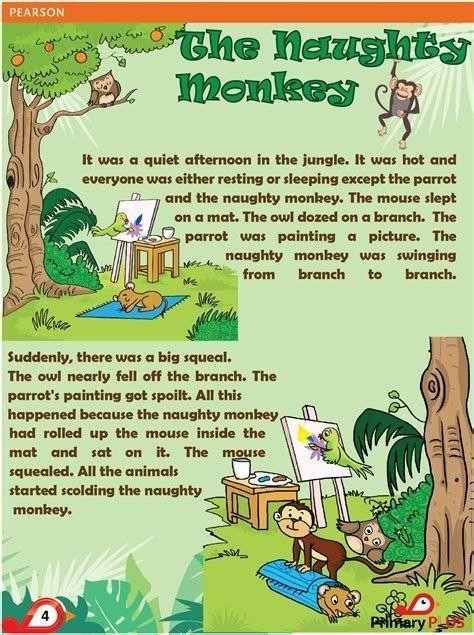 PEARSON
The Naughty
Monkey
It was a quiet afternoon in the jungle. It was hot and
everyone was either resting or sleeping except the parrot
and the naughty monkey. The mouse slept
on a mat. The owl dozed on a branch. The
parrot was painting a picture. The
naughty monkey was swinging
from branch to branch.
Suddenly, there was a big squeal.
The owl nearly fell off the branch. The
parrot's painting got spoilt. All this
happened because the naughty monkey
had rolled up the mouse inside the
mat and sat on it. The mouse
squealed. All the animals
started scolding the naughty
monkey.
4
Primary PLUS